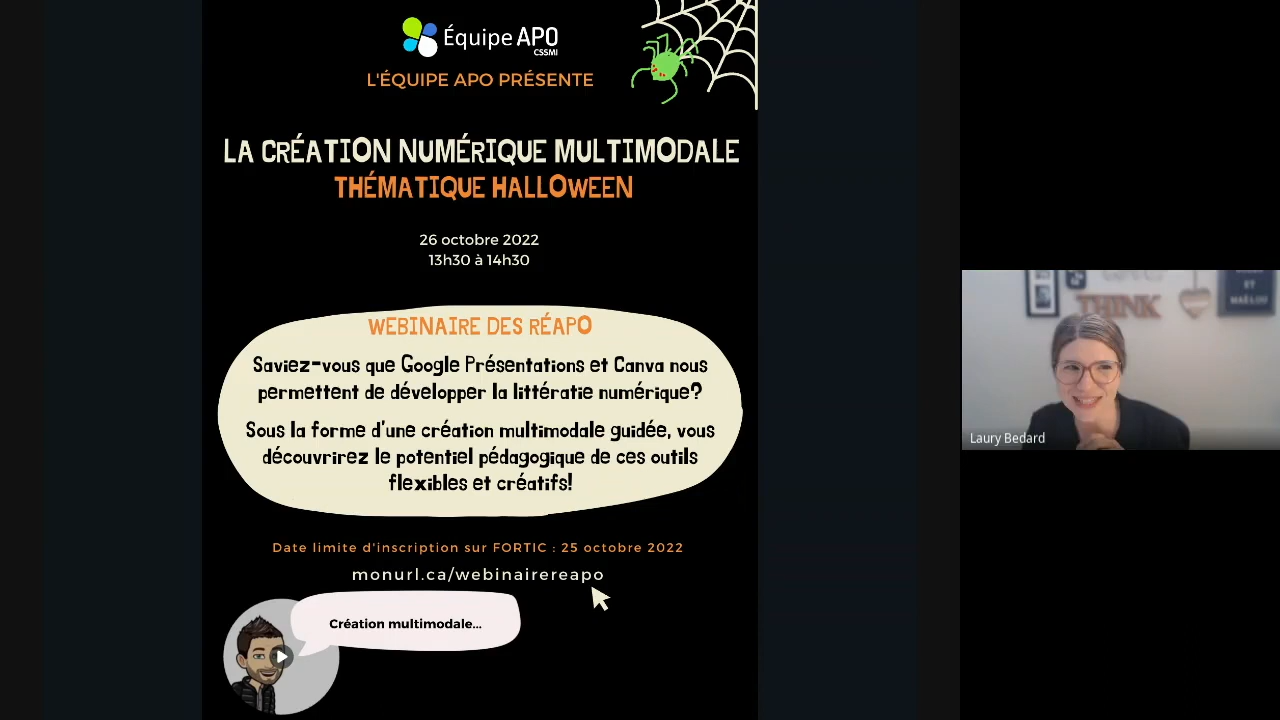 Équipe APO
CSSMI
L'ÉQUIPE APO PRÉSENTE
LA CRÉATION NUMÉRIQUE MULTIMODALE
THÉMATIQUE HALLOWEEN
26 octobre 2022
13h30 à 14h30
WEBINAIRE DES RÉAPO
Saviez-vous que Google Présentations et Canva nous
permettent de développer la littératie numérique?
Sous la forme d'une création multimodale guidée, vous
découvrirez le potentiel pédagogique de ces outils
flexibles et créatifs!
Date limite d'inscription sur FORTIC : 25 octobre 2022
monurl.ca/webinairereapo
Création multimodale...
THINK
ET
MAÉLOU
Laury Bedard